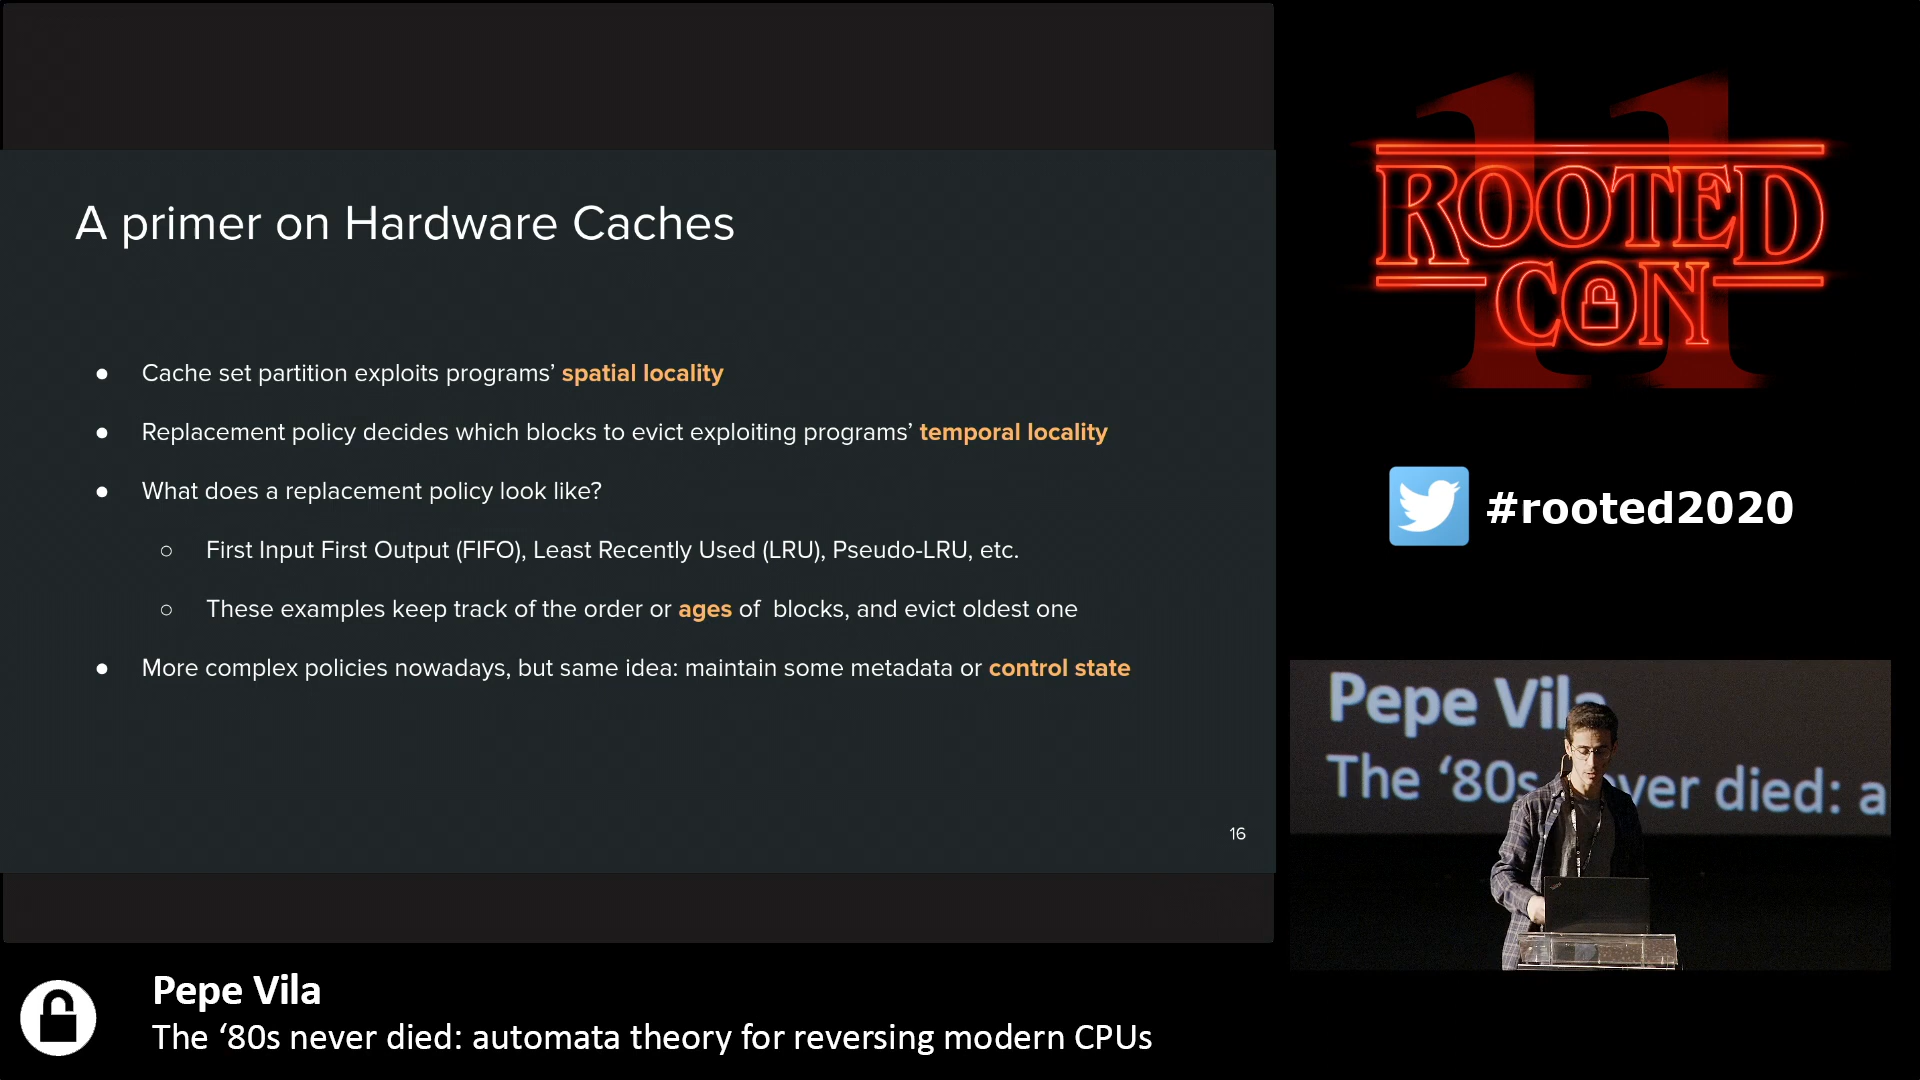 A primer on Hardware Caches
● Cache set partition exploits programs’ spatial locality
● Replacement policy decides which blocks to evict exploiting programs’ temporal locality
● What does a replacement policy look like?
○ First Input First Output (FIFO), Least Recently Used (LRU), Pseudo-LRU, etc.
○ These examples keep track of the order or ages of  blocks, and evict oldest one
● More complex policies nowadays, but same idea: maintain some metadata or control state
16
11
ROOTED
CON
#rooted2020
Pepe Vila
The ‘80s never died: a
Pepe Vila
The ‘80s never died: automata theory for reversing modern CPUs